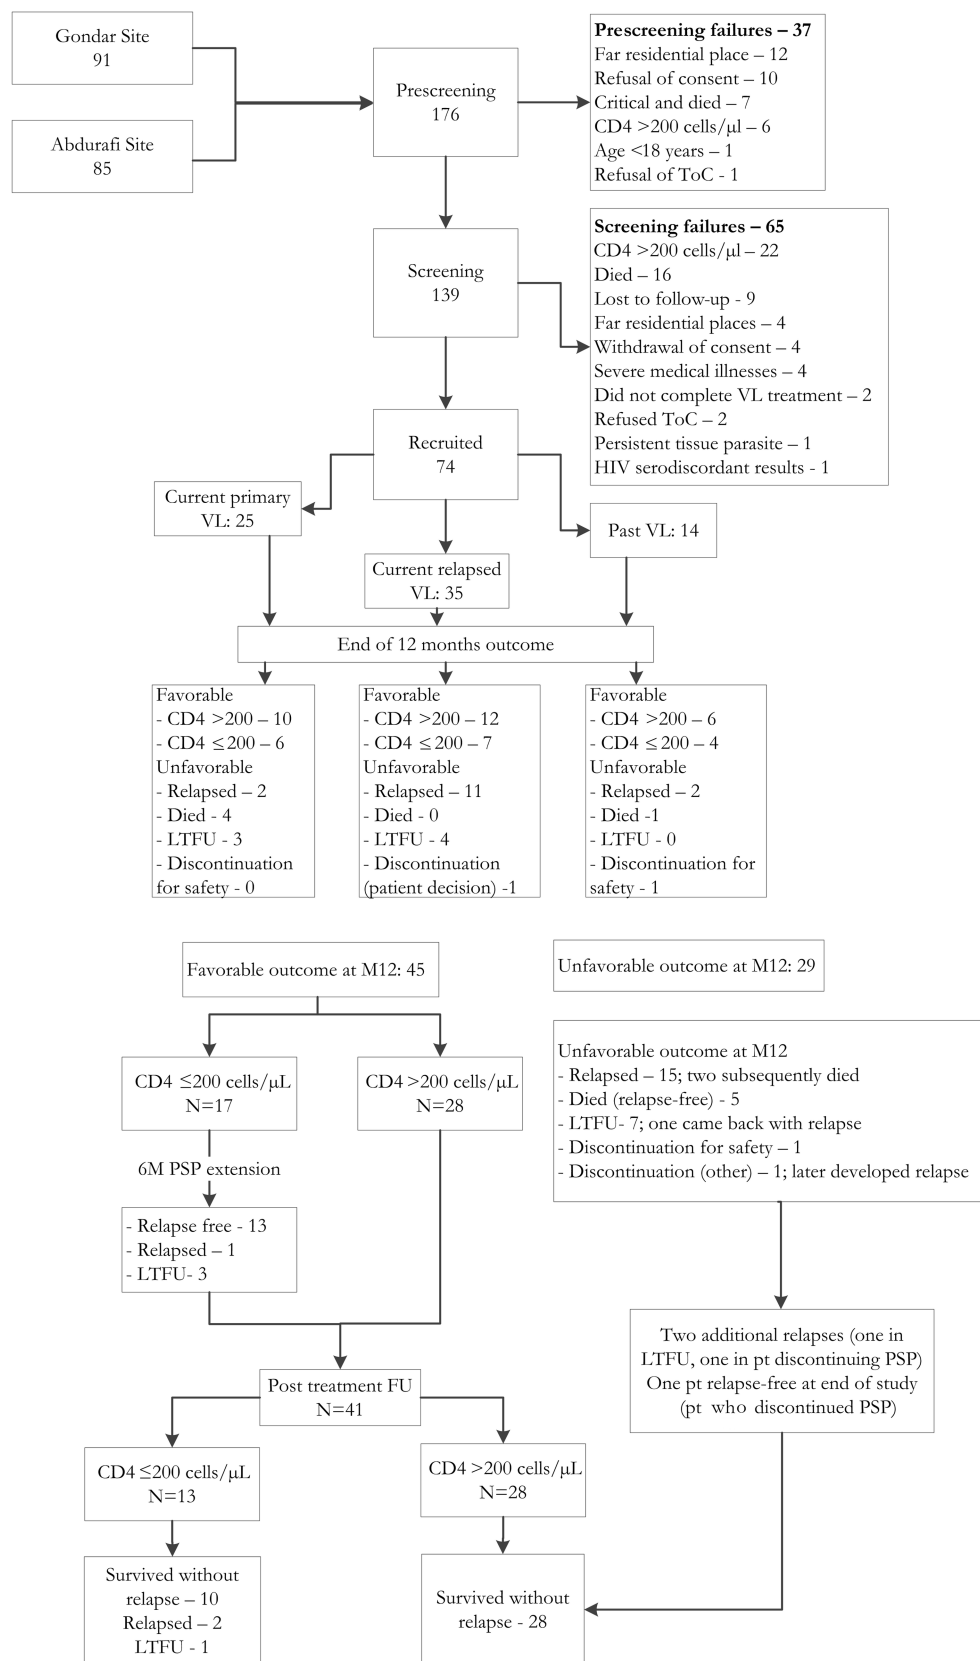 Gondar Site
91
Abdurafi Site
85
Prescreening
176
Prescreening failures – 37
Far residential place – 12
Refusal of consent – 10
Critical and died – 7
CD4 >200 cells/μl – 6
Age <18 years – 1
Refusal of ToC - 1
Screening
139
Screening failures – 65
CD4 >200 cells/μl – 22
Died – 16
Lost to follow-up - 9
Far residential places – 4
Withdrawal of consent – 4
Severe medical illnesses – 4
Did not complete VL treatment – 2
Refused ToC – 2
Persistent tissue parasite – 1
HIV serodiscordant results - 1
Recruited
74
Current primary
VL: 25
Current relapsed
VL: 35
Past VL: 14
End of 12 months outcome
Favorable
- CD4 >200 – 10
- CD4 ≤200 – 6
Unfavorable
- Relapsed – 2
- Died - 4
- LTFU - 3
- Discontinuation
for safety - 0
Favorable
- CD4 >200 – 12
- CD4 ≤200 – 7
Unfavorable
- Relapsed – 11
- Died - 0
- LTFU - 4
- Discontinuation
(patient decision) -1
Favorable
- CD4 >200 – 6
- CD4 ≤200 – 4
Unfavorable
- Relapsed – 2
- Died -1
- LTFU - 0
- Discontinuation for
safety - 1
Favorable outcome at M12: 45
Unfavorable outcome at M12: 29
CD4 ≤200 cells/μL
N=17
CD4 >200 cells/μL
N=28
6M PSP extension
- Relapse free - 13
- Relapsed – 1
- LTFU- 3
Unfavorable outcome at M12
- Relapsed – 15; two subsequently died
- Died (relapse-free) - 5
- LTFU- 7; one came back with relapse
- Discontinuation for safety – 1
- Discontinuation (other) – 1; later developed relapse
Two additional relapses (one in
LTFU, one in pt discontinuing PSP)
One pt relapse-free at end of study
(pt who discontinued PSP)
Post treatment FU
N=41
CD4 ≤200 cells/μL
N=13
CD4 >200 cells/μL
N=28
Survived without
relapse – 10
Relapsed – 2
LTFU - 1
Survived without
relapse - 28